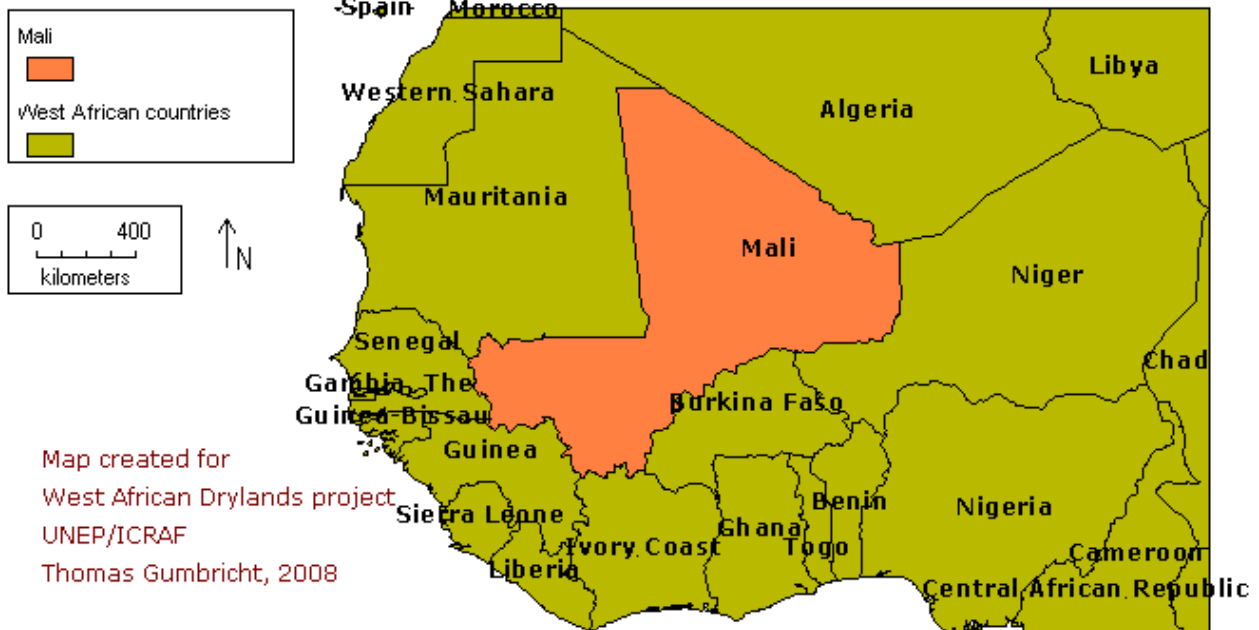 Mali
West African countries
0 400
kilometers
N
Spain
Morocco
Libya
Western Sahara
Algeria
Mauritania
Mali
Niger
Senegal
Chad
Gambia, The
Burkina Faso
Guinea-Bissau
Guinea
Benin
Nigeria
Sierra Leone
Ghana
Ivory Coast
Togo
Cameroon
Liberia
Central African Republic
Map created for
West African Drylands project
UNEP/ICRAF
Thomas Gumbricht, 2008